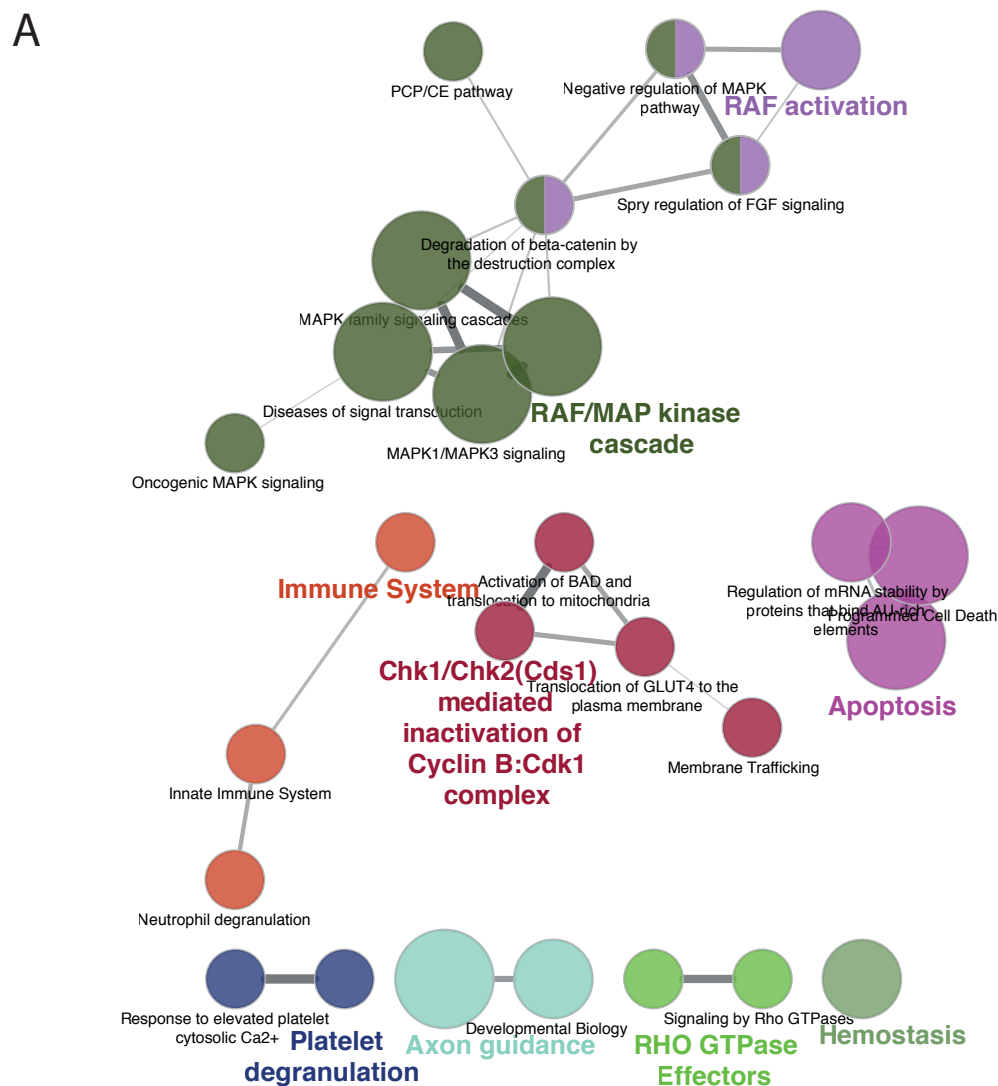 A
PCP/CE pathway
Negative regulation of MAPK
pathway
RAF activation
Spry regulation of FGF signaling
Degradation of beta-catenin by
the destruction complex
MAPK family signaling cascades
Diseases of signal transduction
RAF/MAP kinase
cascade
MAPK1/MAPK3 signaling
Oncogenic MAPK signaling
Immune System
Activation of BAD and
translocation to mitochondria
Regulation of mRNA stability by
proteins that bind AU-rich
elements
Programmed Cell Death
Chk1/Chk2(Cds1)
mediated
inactivation of
Cyclin B:Cdk1
complex
Translocation of GLUT4 to the
plasma membrane
Apoptosis
Membrane Trafficking
Innate Immune System
Neutrophil degranulation
Response to elevated platelet
cytosolic Ca2+
Platelet
degranulation
Developmental Biology
Axon guidance
Signaling by Rho GTPases
RHO GTPase
Effectors
Hemostasis